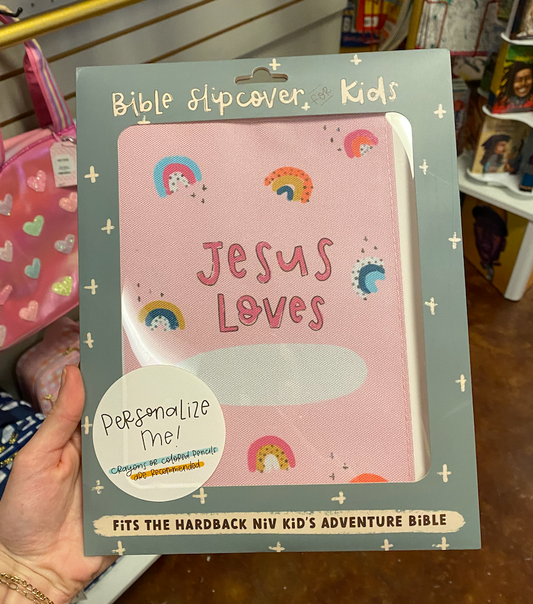 Bible Slipcover FOR Kids
Jesus
Loves
Personalize
Me!
Crayons or colored pencils
are recommended
FiTS THE HARDBACK NiV KiD'S ADVENTURE BiBLE